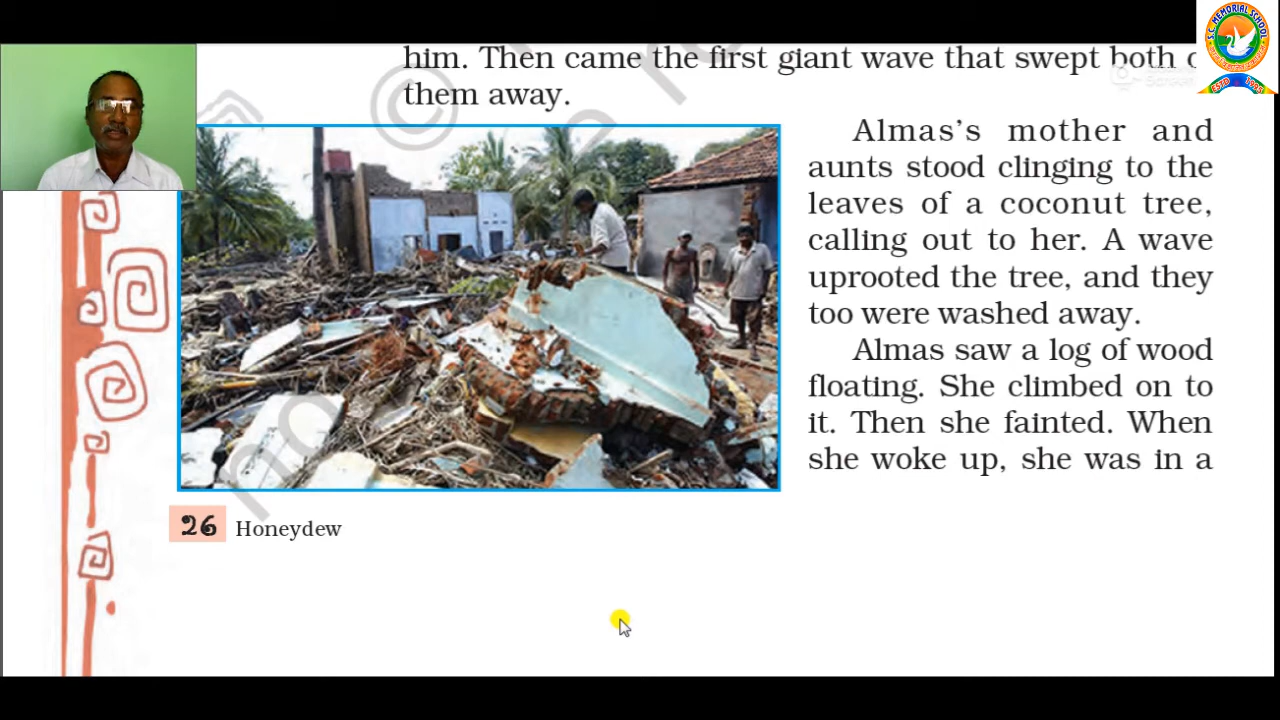 him. Then came the first giant wave that swept both
them away.
Almas's mother and
aunts stood clinging to the
leaves of a coconut tree,
calling out to her. A wave
uprooted the tree, and they
too were washed away.
Almas saw a log of wood
floating. She climbed on to
it. Then she fainted. When
she woke up, she was in a
26 Honeydew
S.C. MEMORIAL SCHOOL
ESTD